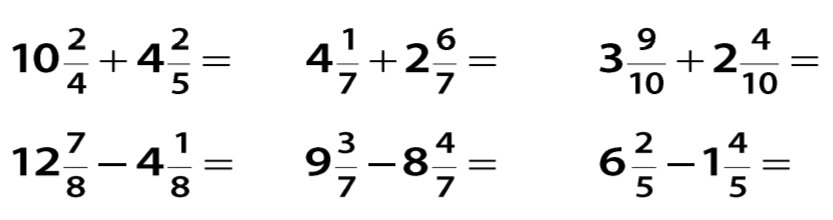 10 2/4 + 4 2/5 = 4 1/7 + 2 6/7 = 3 9/10 + 2 4/10 =
12 7/8 − 4 1/8 = 9 3/7 − 8 4/7 = 6 2/5 − 1 4/5 =